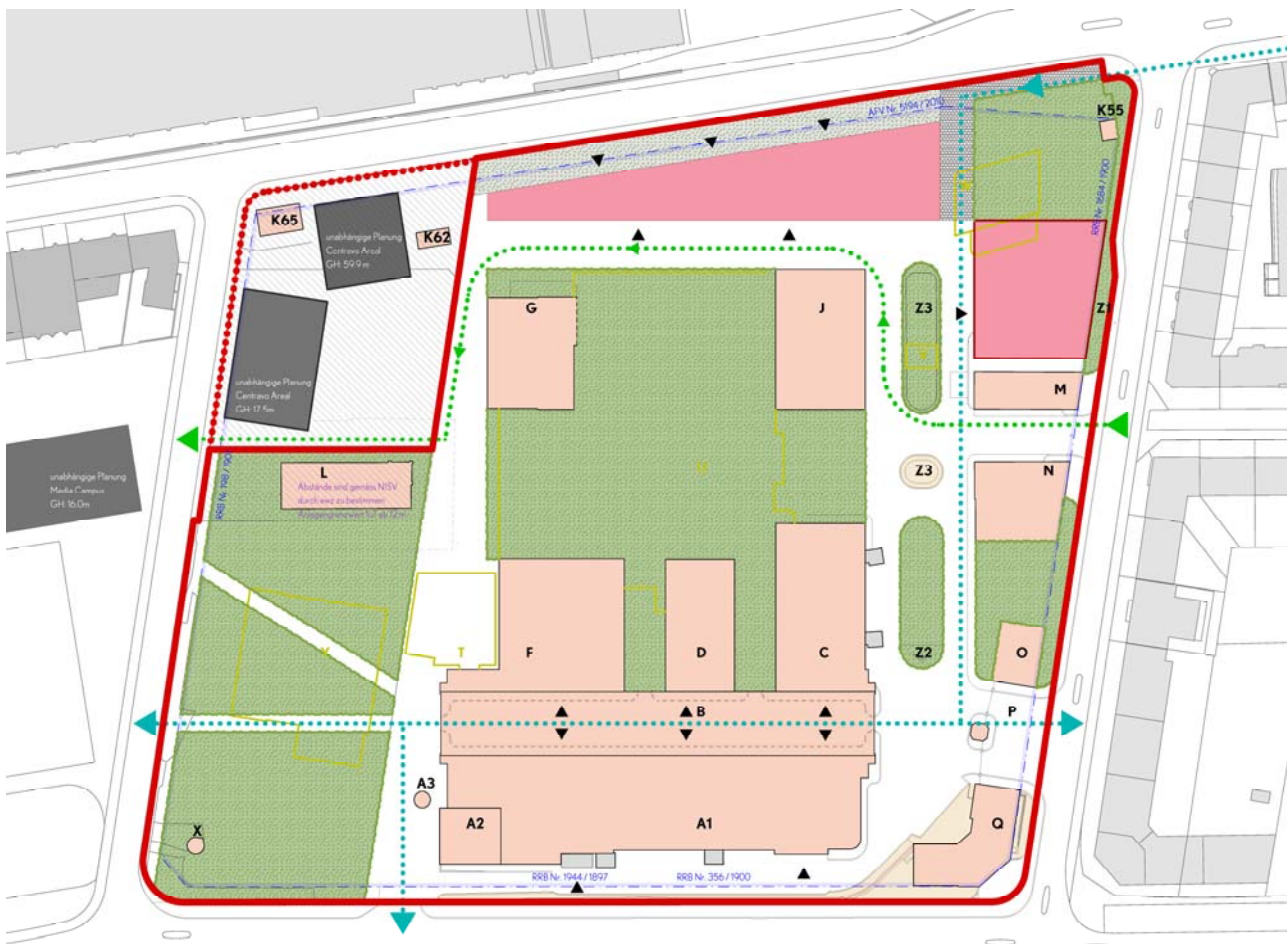 AFV Nr. 5194 / 2010
K55
RRB Nr. 1684 / 1900
K65
unabhängige Planung
Centravo Areal
GH: 59.9 m
K62
G
J
Z3
Z1
unabhängige Planung
Centravo Areal
GH: 17.5m
M
unabhängige Planung
Media Campus
GH: 16.0m
L
Abstände sind gemäss NISV
durch ewz zu bestimmen
Z3
N
T
F
D
C
Z2
O
B
P
A3
X
A2
A1
Q
RRB Nr. 1944 / 1897
RRB Nr. 356 / 1900